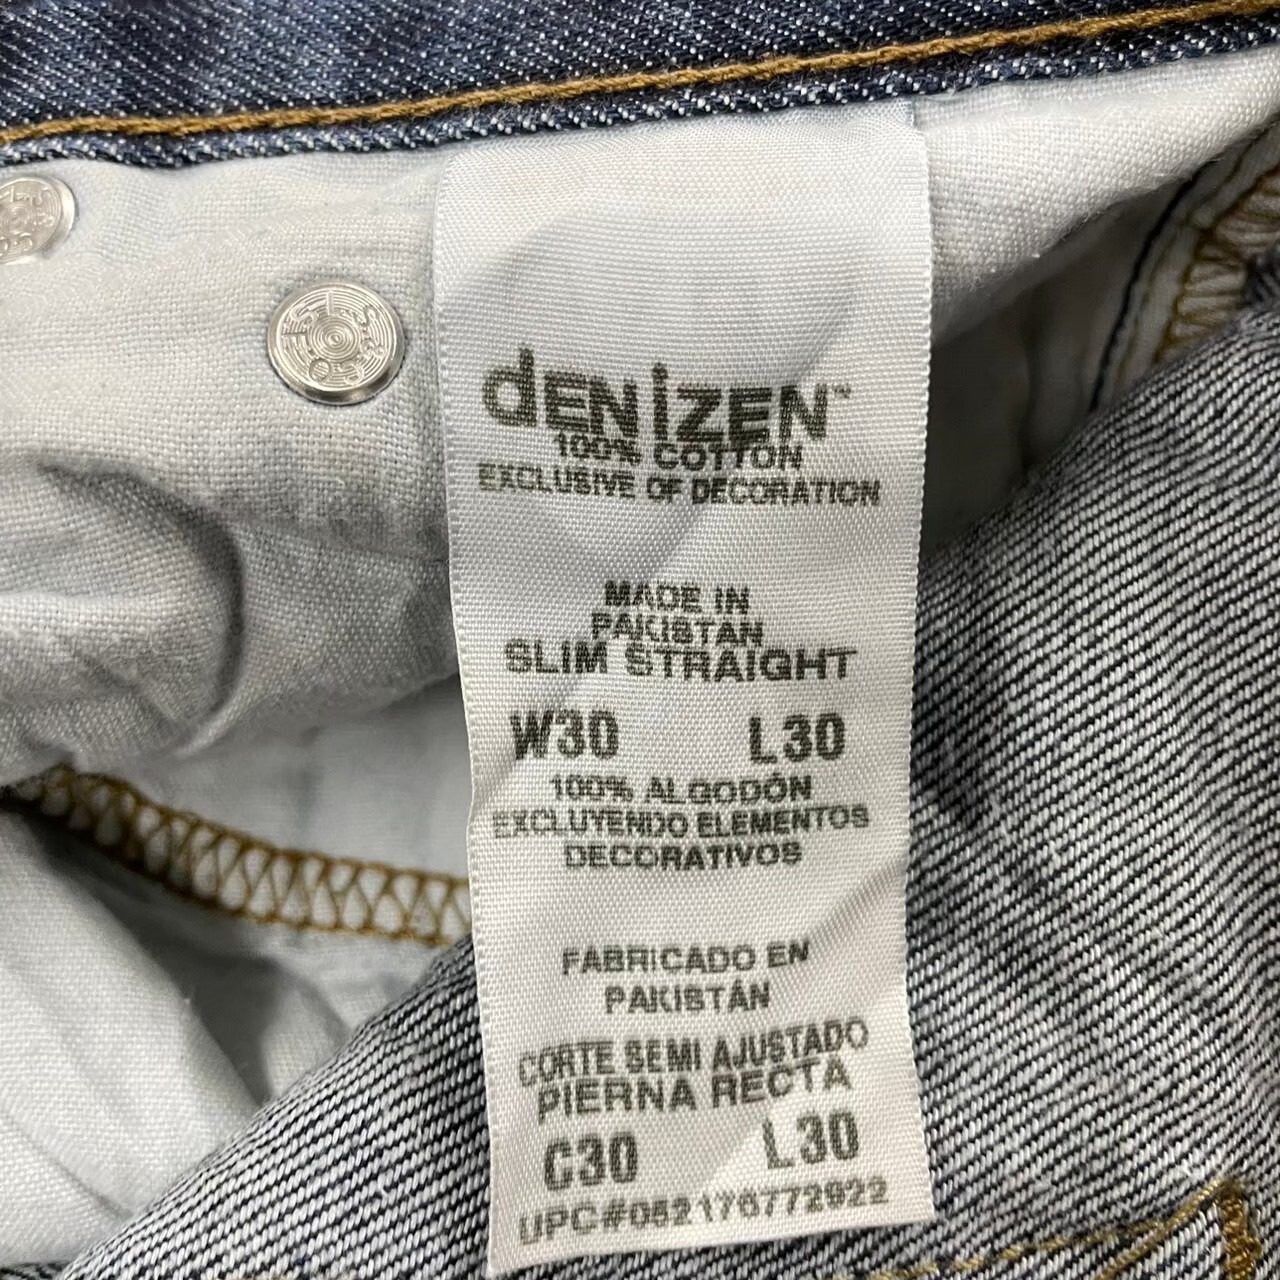 dENiZEN™
100% COTTON
EXCLUSIVE OF DECORATION
MADE IN
PAKISTAN
SLIM STRAIGHT
W30 L30
100% ALGODÓN
EXCLUYENDO ELEMENTOS
DECORATIVOS
FABRICADO EN
PAKISTÁN
CORTE SEMI AJUSTADO
PIERNA RECTA
C30 L30
UPC#052176772922